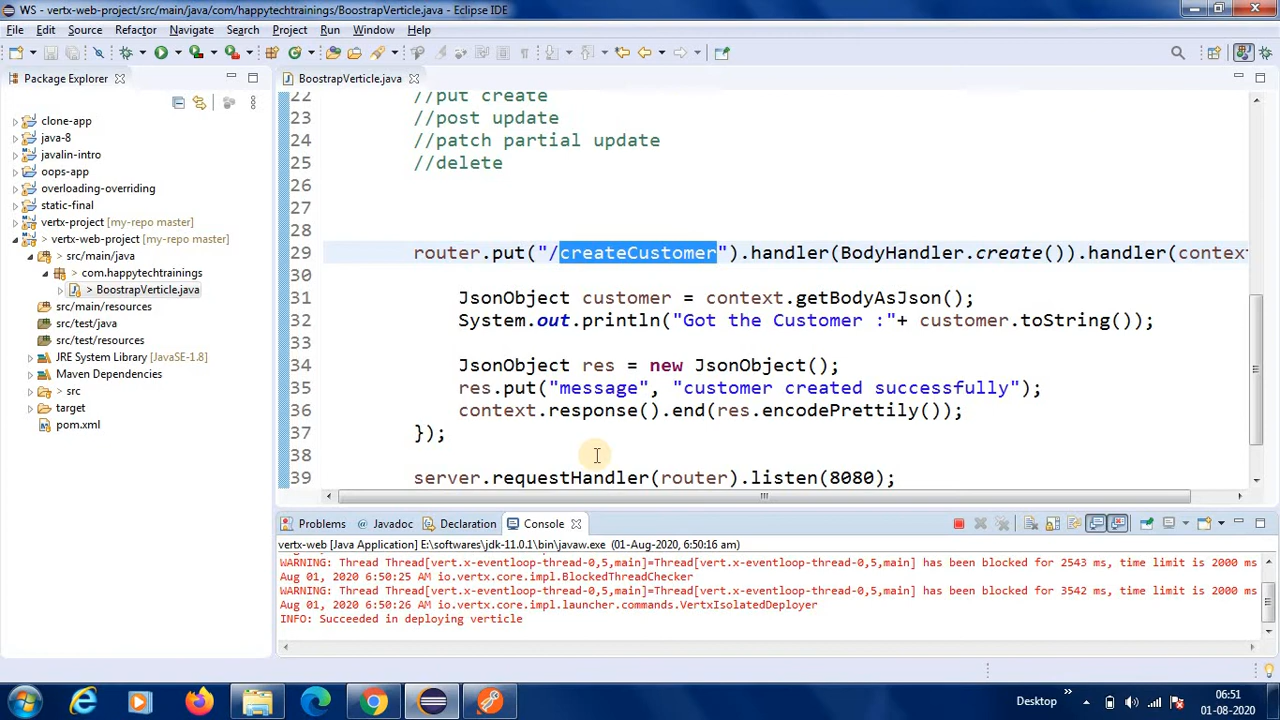 WS - vertx-web-project/src/main/java/com/happytechtrainings/BoostrapVerticle.java - Eclipse IDE
File Edit Source Refactor Navigate Search Project Run Window Help
Package Explorer
BoostrapVerticle.java
clone-app
java-8
javalin-intro
oops-app
overloading-overriding
static-final
vertx-project [my-repo master]
> vertx-web-project [my-repo master]
> src/main/java
> com.happytechtrainings
> BoostrapVerticle.java
src/main/resources
src/test/java
src/test/resources
JRE System Library [JavaSE-1.8]
Maven Dependencies
> src
target
pom.xml
22 //put create
23 //post update
24 //patch partial update
25 //delete
26
27
28
29 router.put("/createCustomer").handler(BodyHandler.create()).handler(contex
30
31 JsonObject customer = context.getBodyAsJson();
32 System.out.println("Got the Customer :"+ customer.toString());
33
34 JsonObject res = new JsonObject();
35 res.put("message", "customer created successfully");
36 context.response().end(res.encodePrettily());
37 });
38
39 server.requestHandler(router).listen(8080);
Problems @ Javadoc Declaration Console
vertx-web [Java Application] E:\softwares\jdk-11.0.1\bin\javaw.exe (01-Aug-2020, 6:50:16 am)
WARNING: Thread Thread[vert.x-eventloop-thread-0,5,main]=Thread[vert.x-eventloop-thread-0,5,main] has been blocked for 2543 ms, time limit is 2000 ms
Aug 01, 2020 6:50:25 AM io.vertx.core.impl.BlockedThreadChecker
WARNING: Thread Thread[vert.x-eventloop-thread-0,5,main]=Thread[vert.x-eventloop-thread-0,5,main] has been blocked for 3542 ms, time limit is 2000 ms
Aug 01, 2020 6:50:26 AM io.vertx.core.impl.launcher.commands.VertxIsolatedDeployer
INFO: Succeeded in deploying verticle
Desktop
06:51
01-08-2020